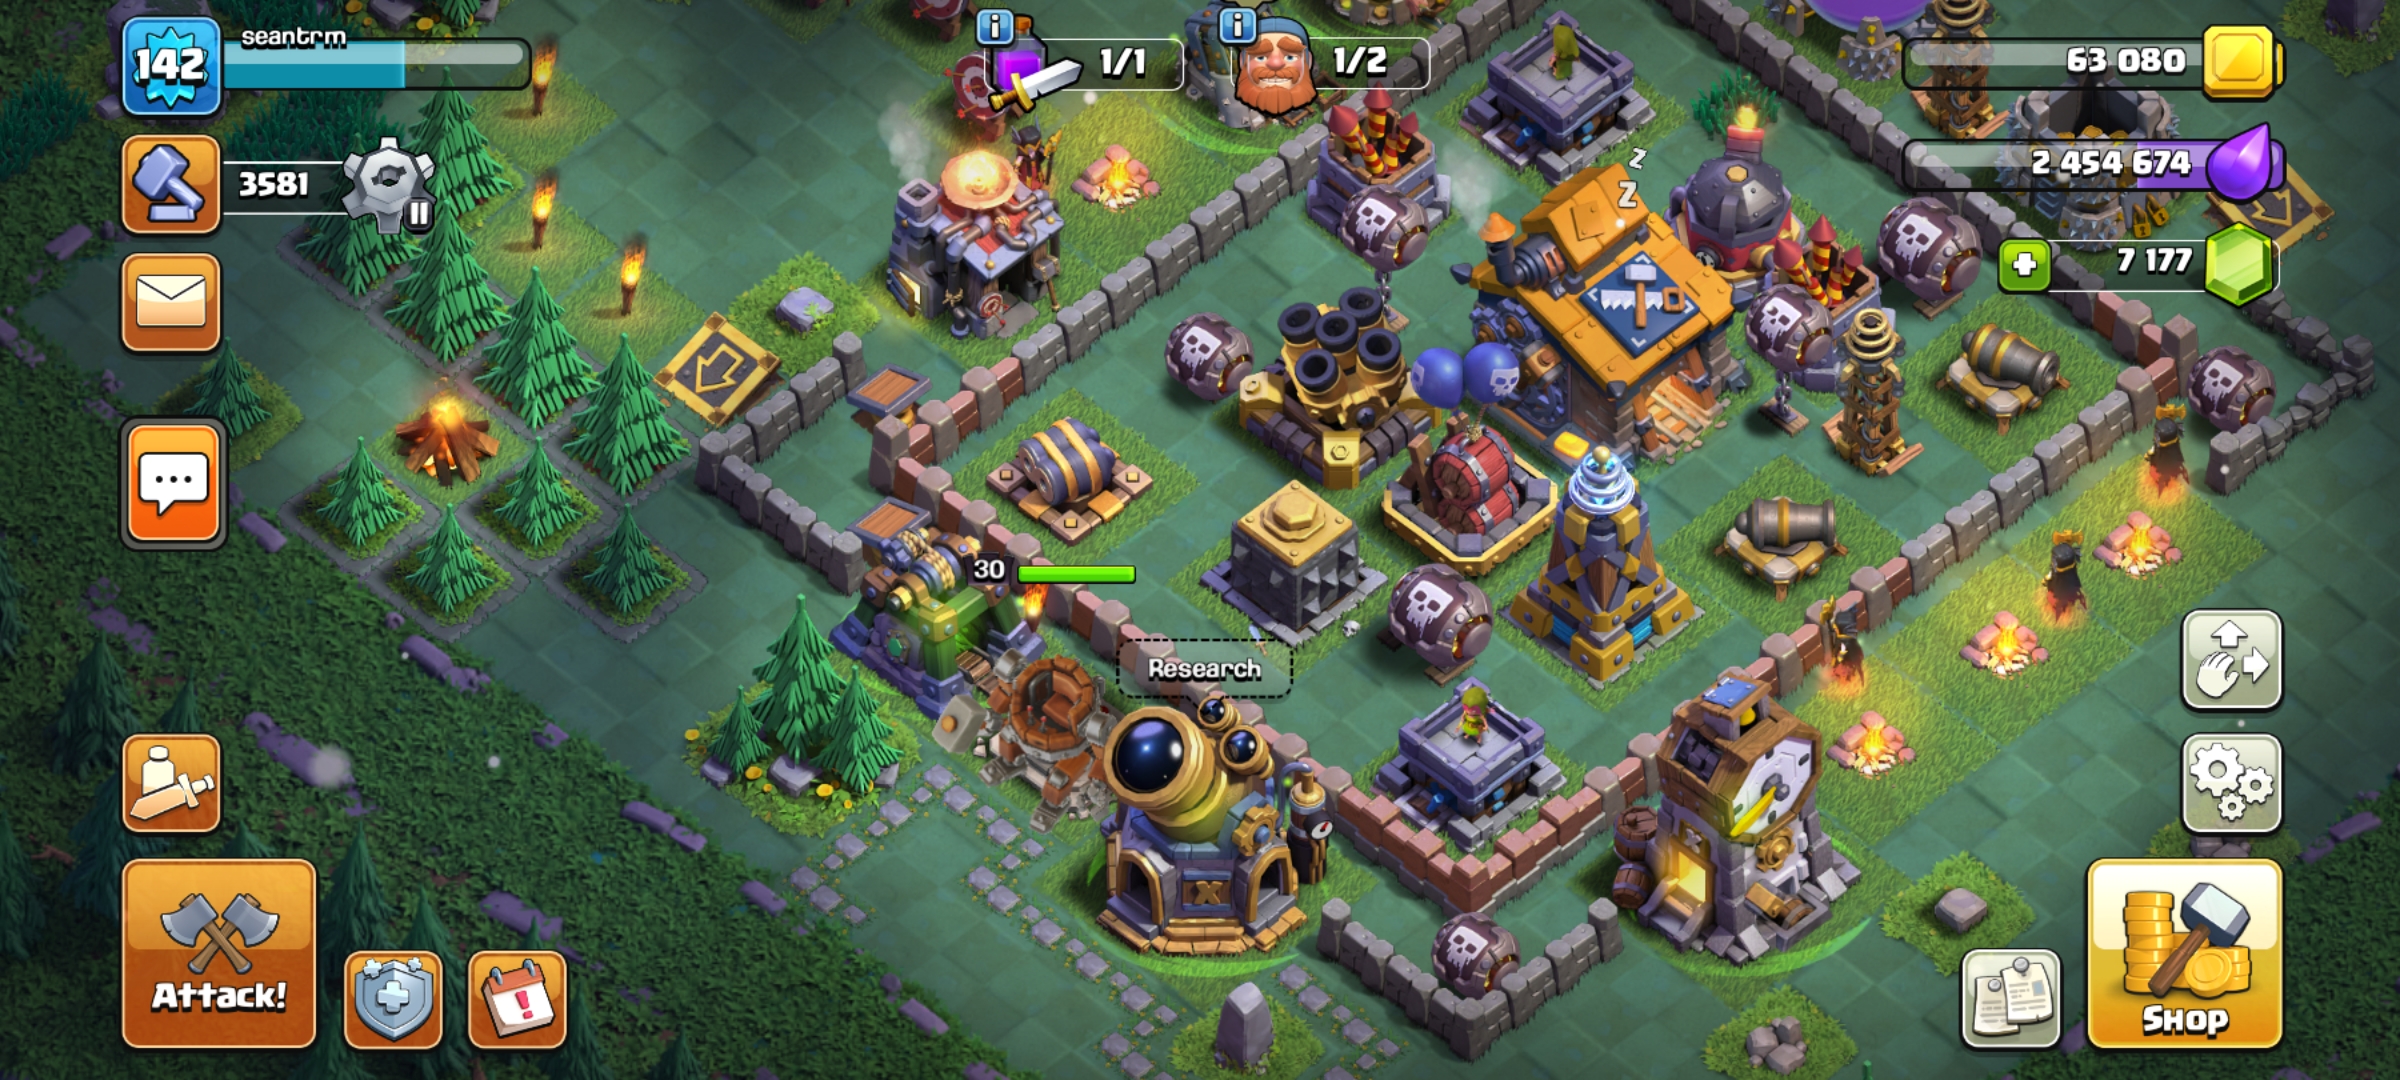 142
seantrm
1/1
1/2
63 080
3581
2 454 674
7 177
Z
Z
30
Research
Attack!
Shop